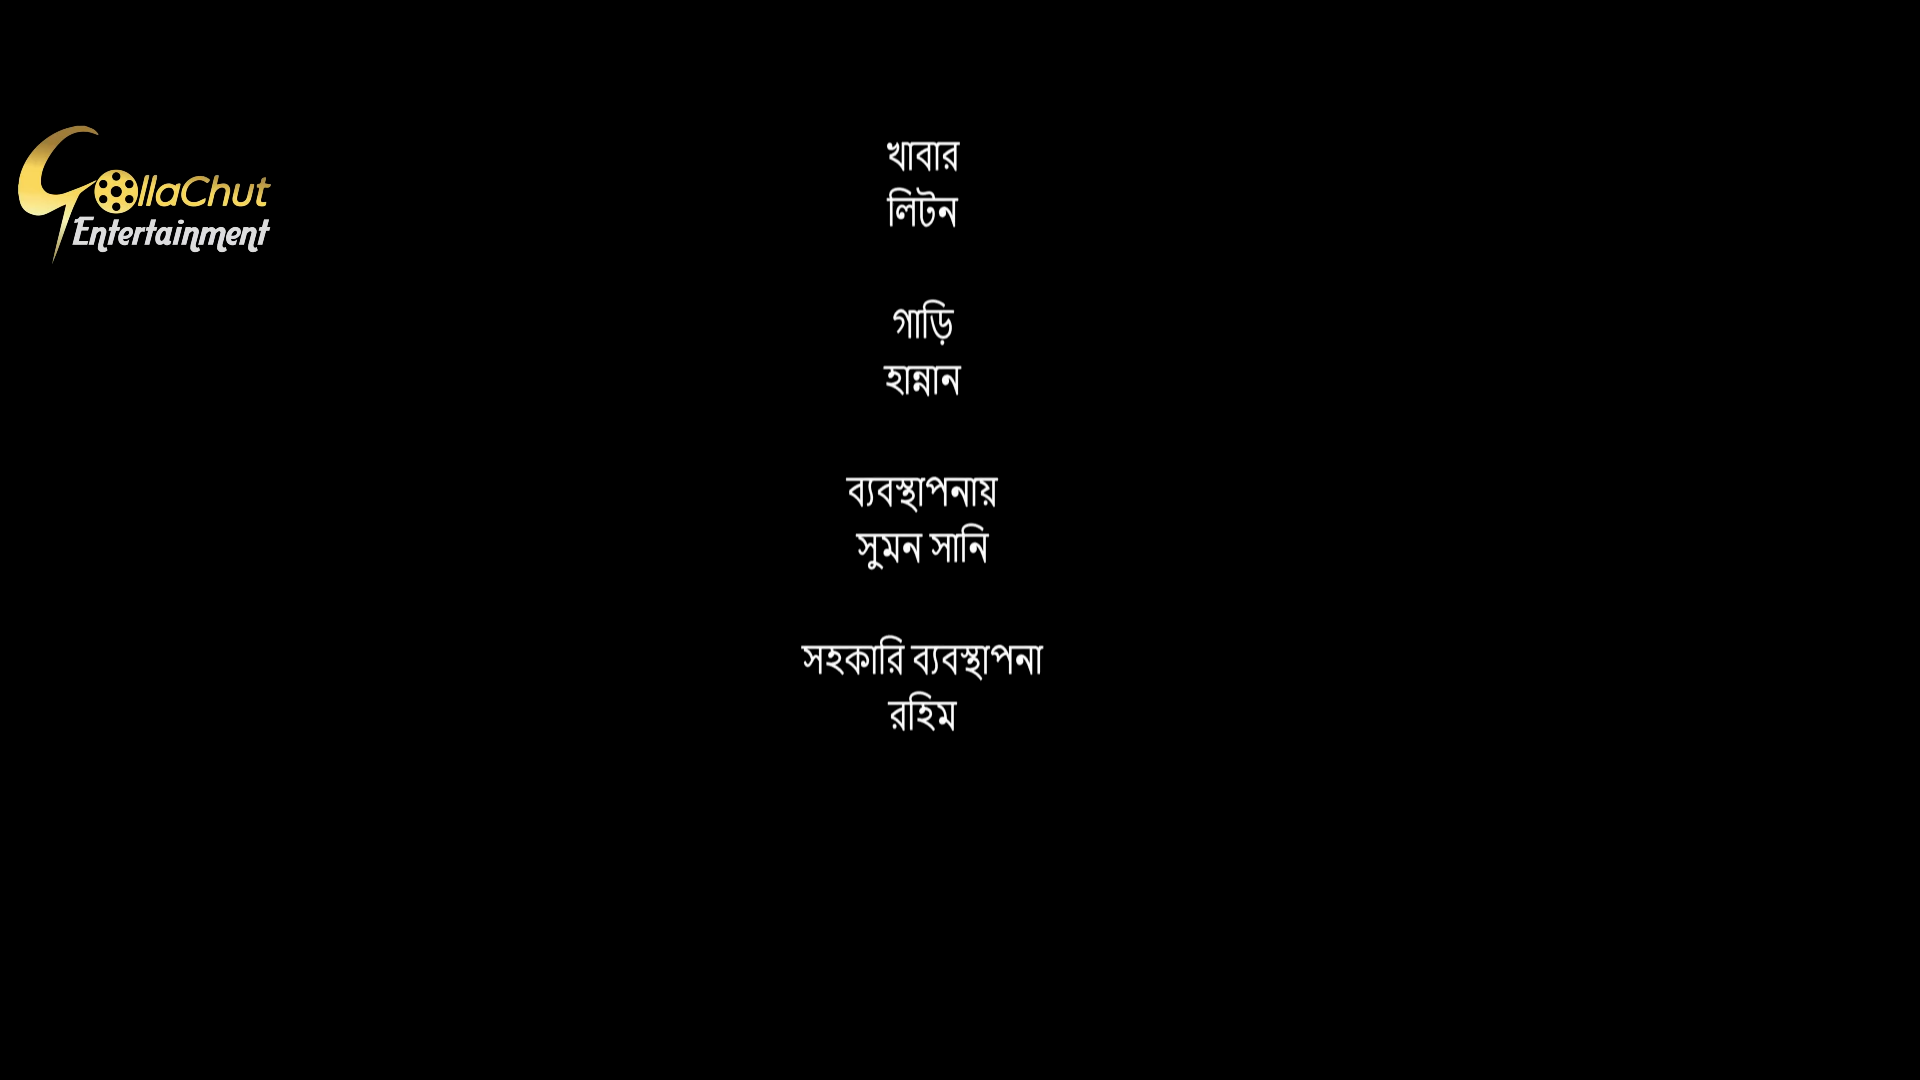 GollaChut
Entertainment
খাবার
লিটন
গাড়ি
হান্নান
ব্যবস্থাপনায়
সুমন সানি
সহকারি ব্যবস্থাপনা
রহিম